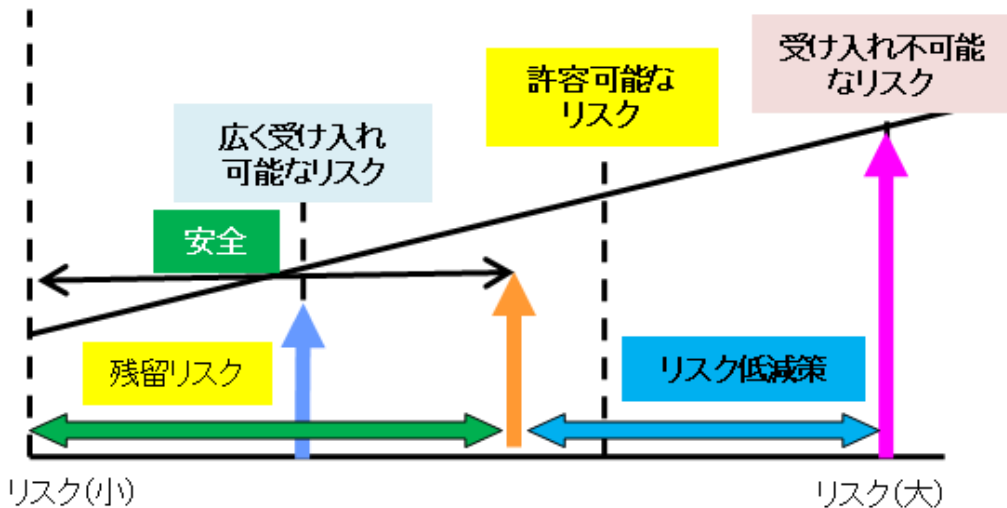 受け入れ不可能
なリスク
許容可能な
リスク
広く受け入れ
可能なリスク
安全
残留リスク
リスク低減策
リスク(小)
リスク(大)